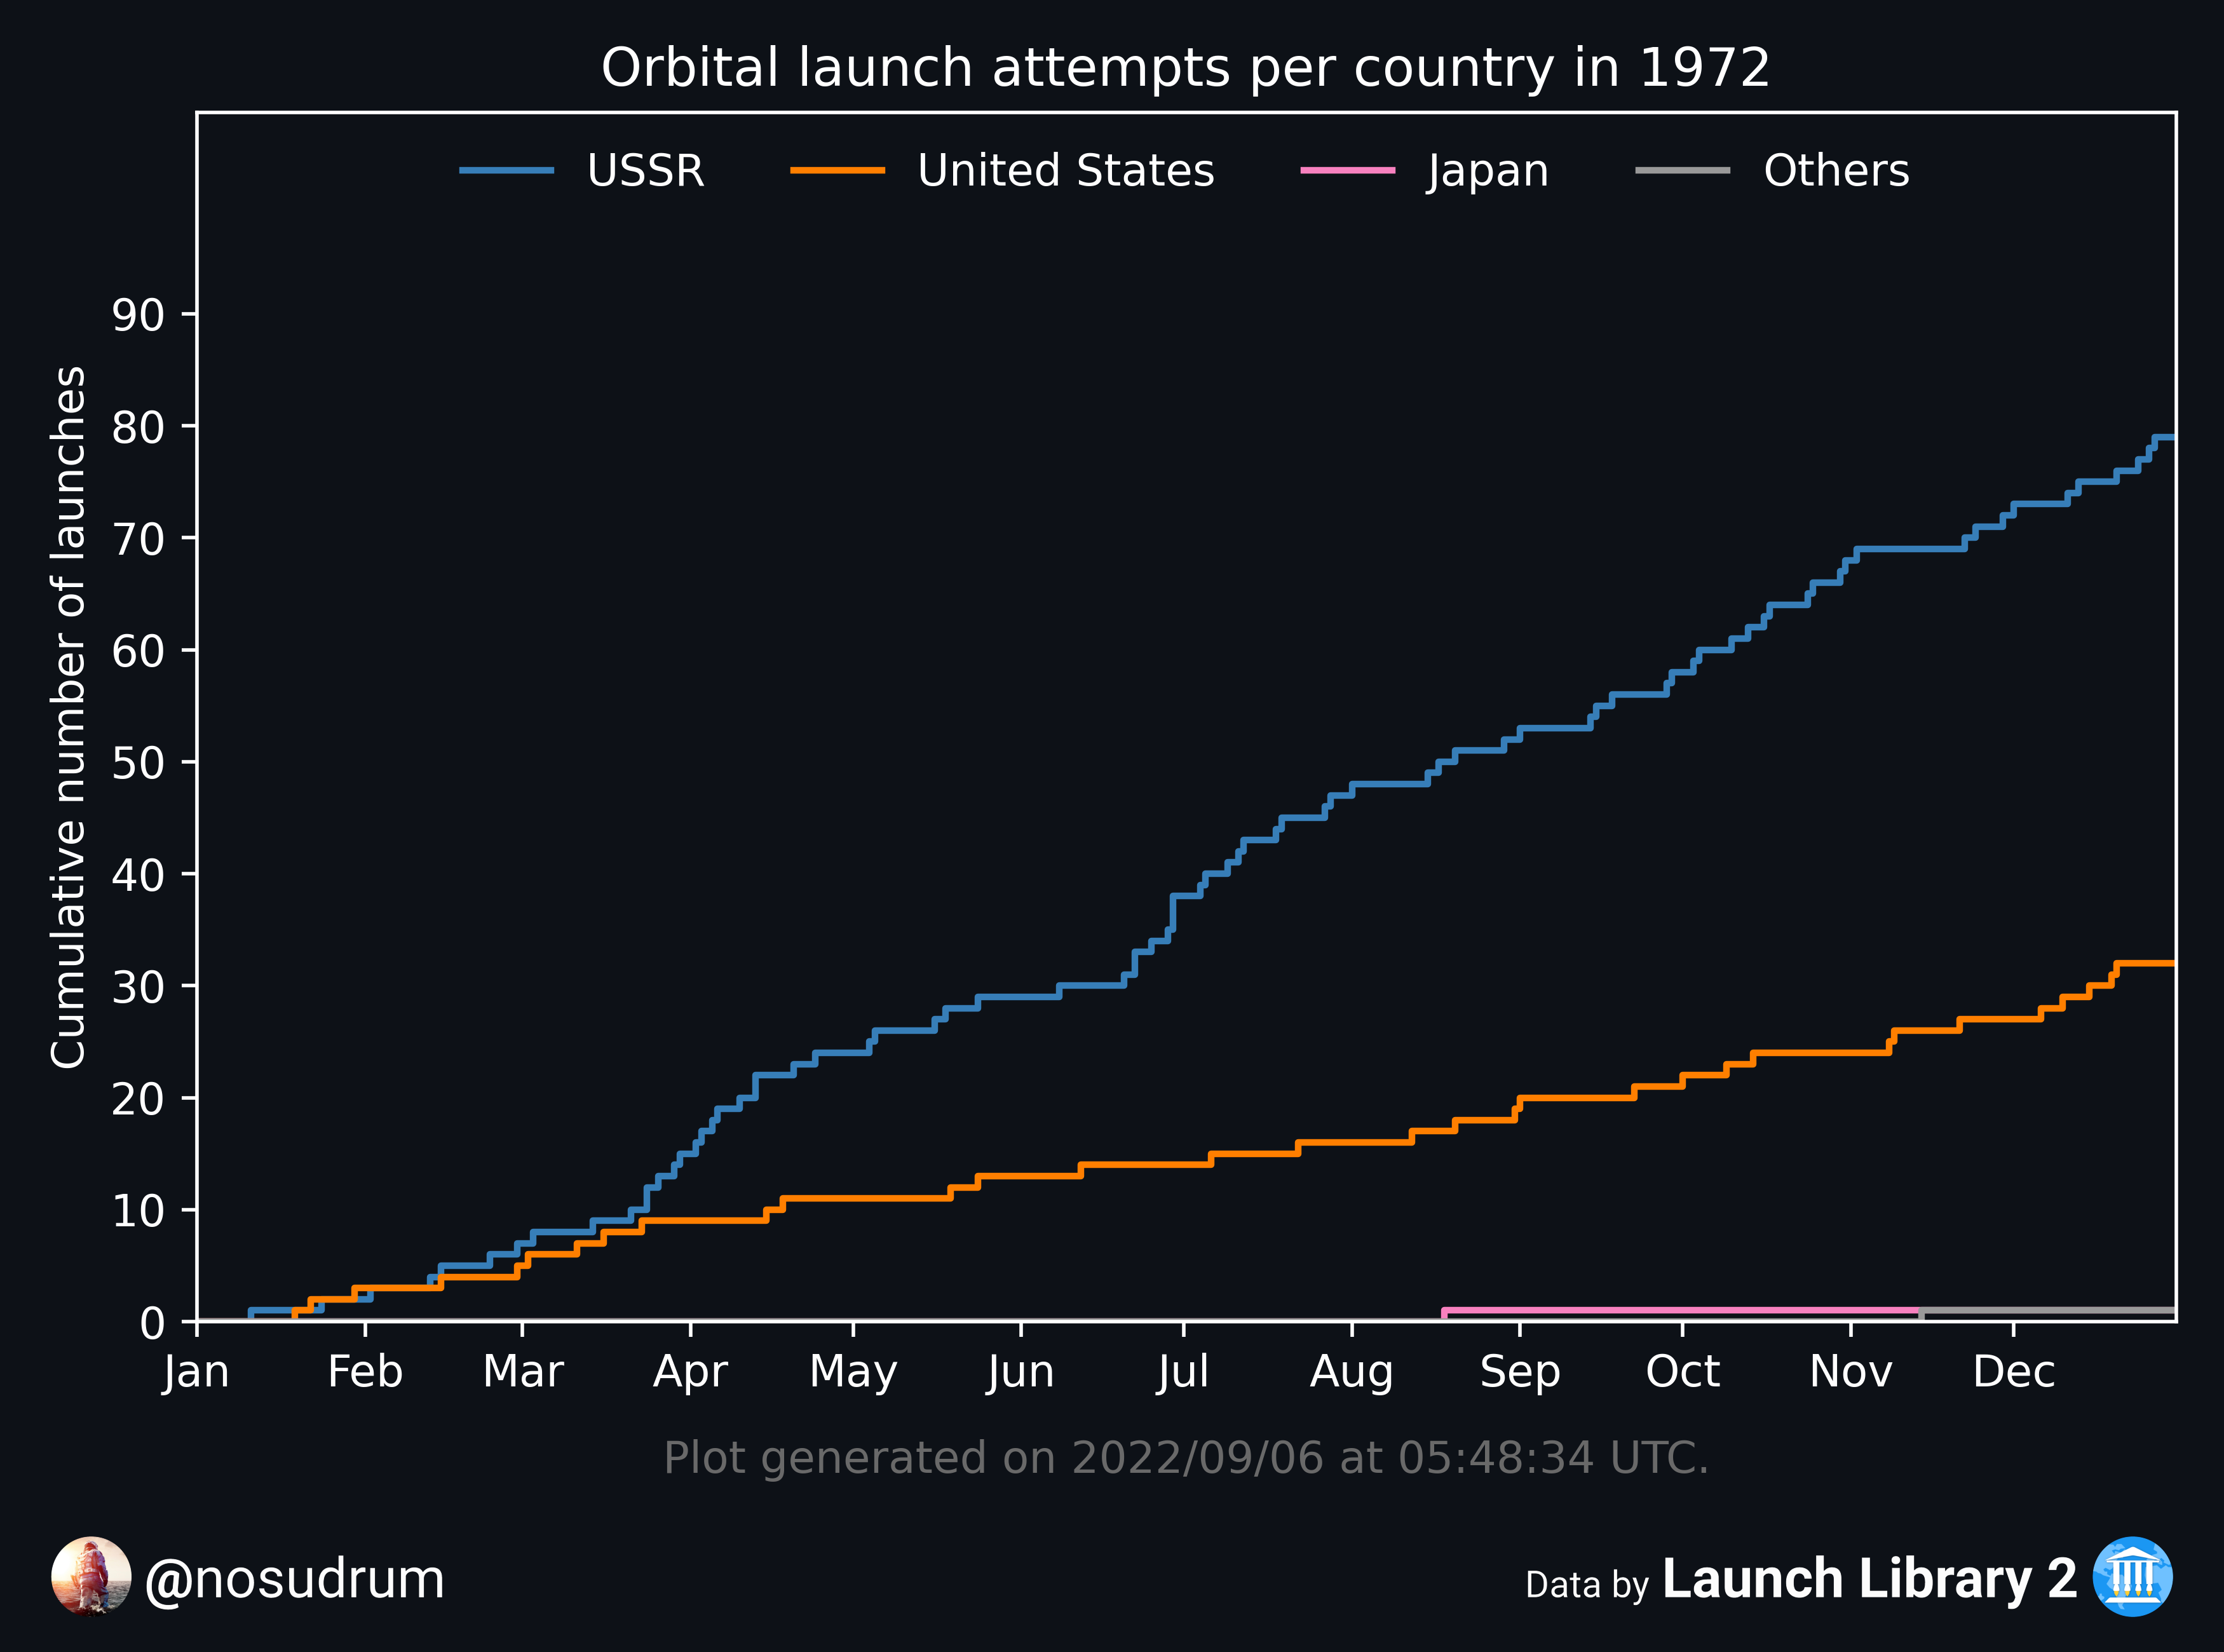 Orbital launch attempts per country in 1972
USSR United States Japan Others
Cumulative number of launches
90
80
70
60
50
40
30
20
10
0
Jan Feb Mar Apr May Jun Jul Aug Sep Oct Nov Dec
Plot generated on 2022/09/06 at 05:48:34 UTC.
@nosudrum
Data by Launch Library 2